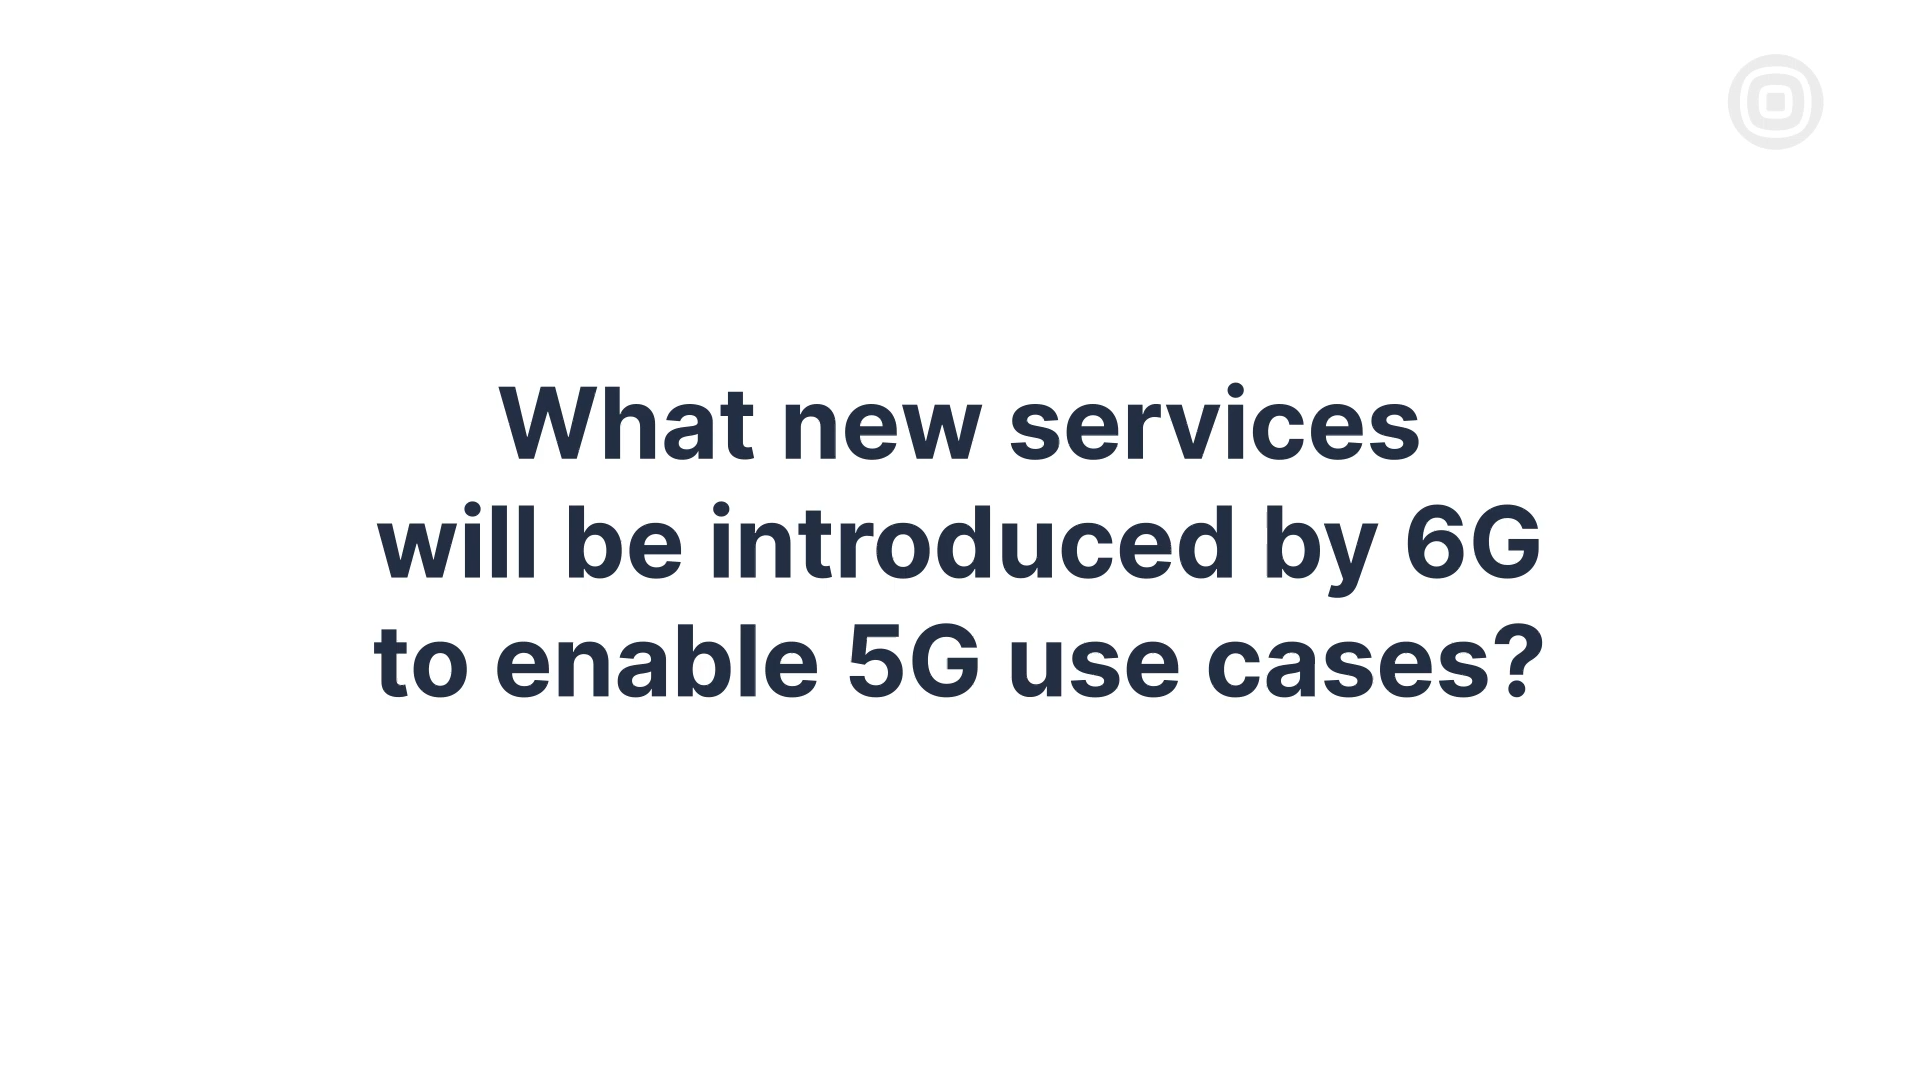 What new services
will be introduced by 6G
to enable 5G use cases?